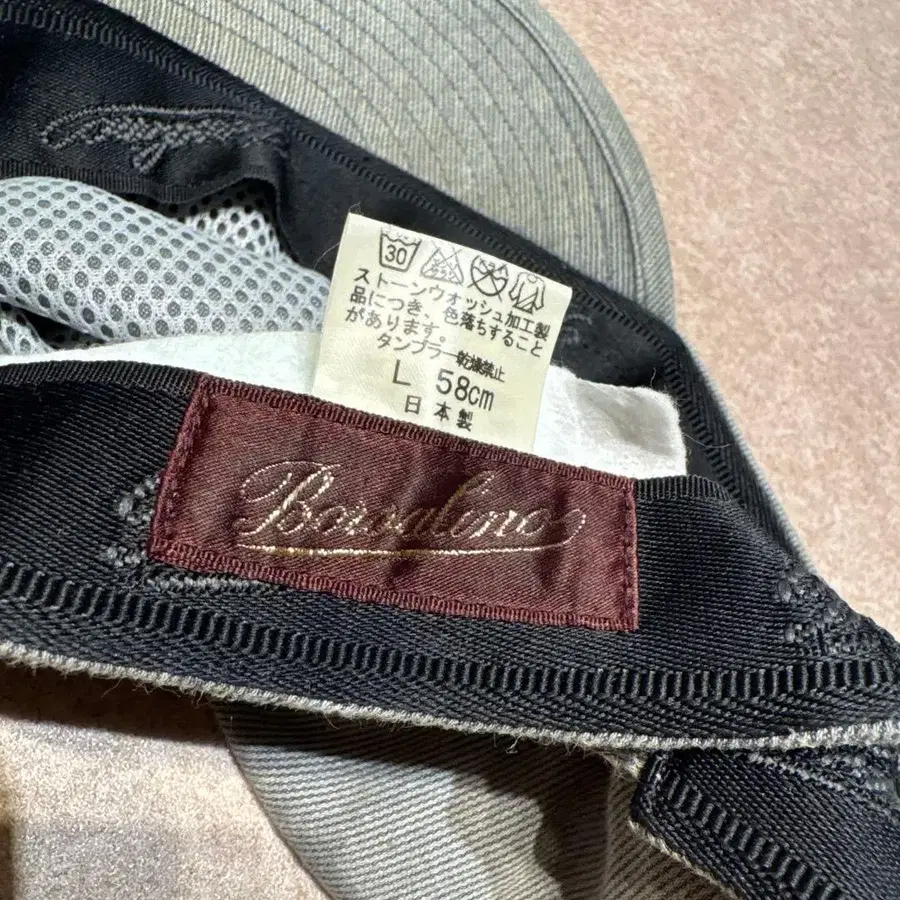 30
ストーンウォッシュ加工製
品につき、色落ちすること
があります。
タンブラー乾燥禁止
L 58cm
日本製
Borsalino